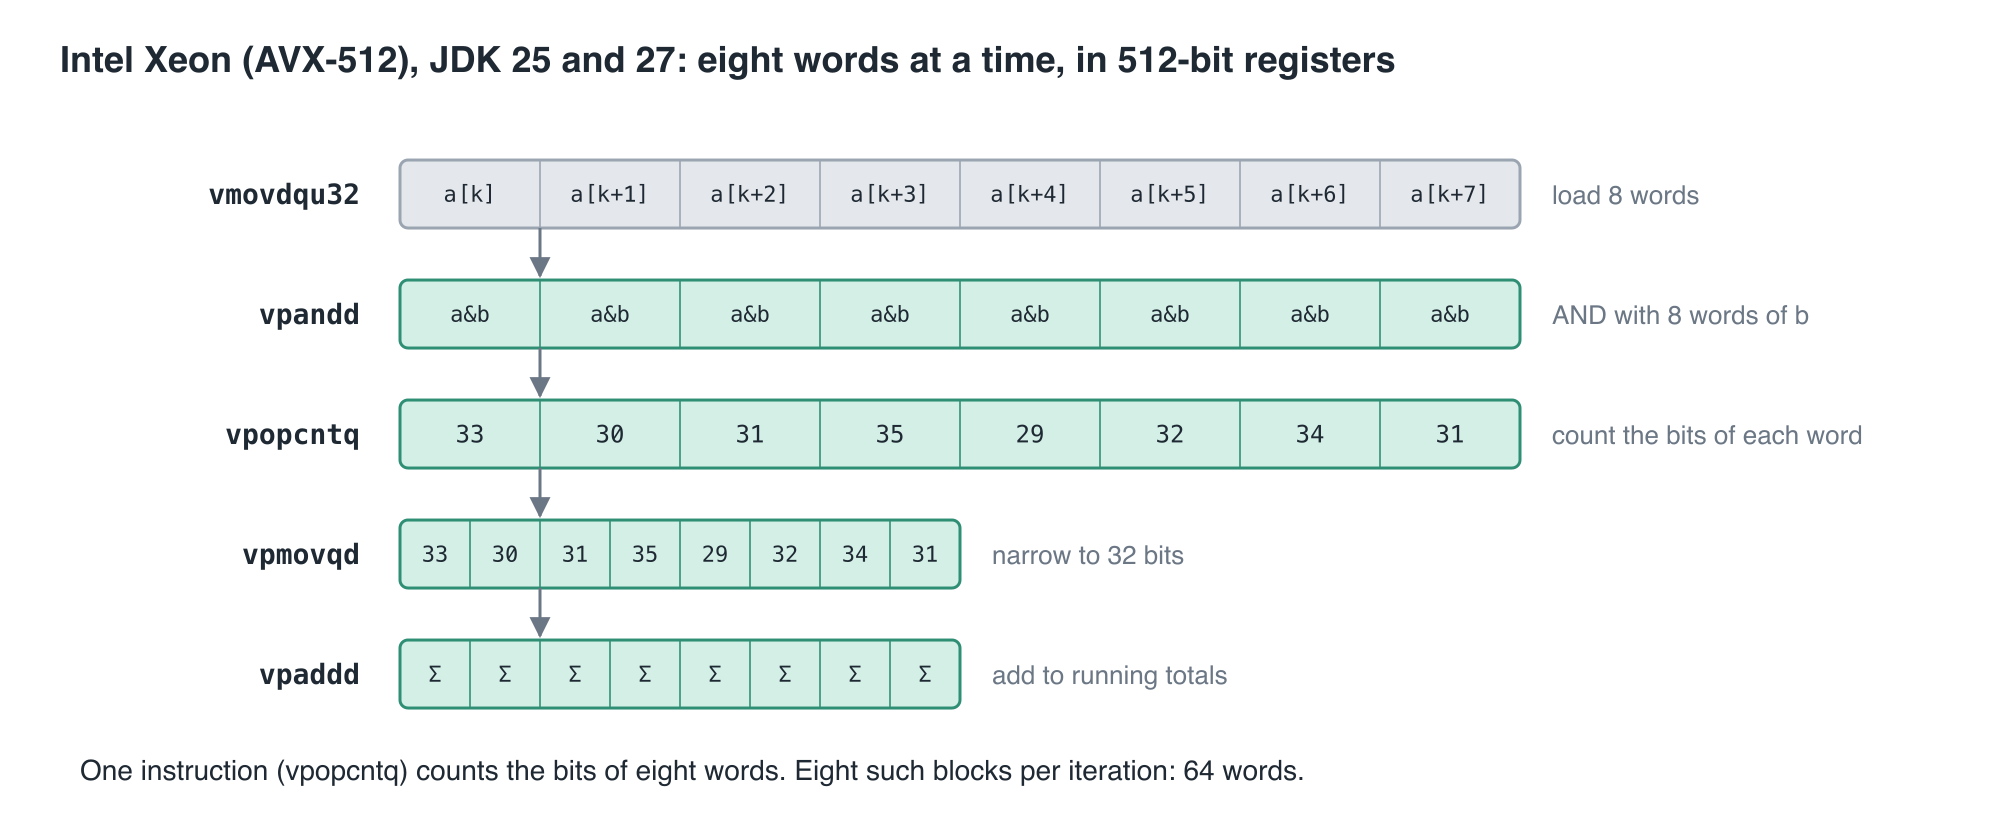 Intel Xeon (AVX-512), JDK 25 and 27: eight words at a time, in 512-bit registers
vmovdqu32 a[k] a[k+1] a[k+2] a[k+3] a[k+4] a[k+5] a[k+6] a[k+7] load 8 words
vpandd a&b a&b a&b a&b a&b a&b a&b a&b AND with 8 words of b
vpopcntq 33 30 31 35 29 32 34 31 count the bits of each word
vpmovqd 33 30 31 35 29 32 34 31 narrow to 32 bits
vpaddd Σ Σ Σ Σ Σ Σ Σ Σ add to running totals
One instruction (vpopcntq) counts the bits of eight words. Eight such blocks per iteration: 64 words.